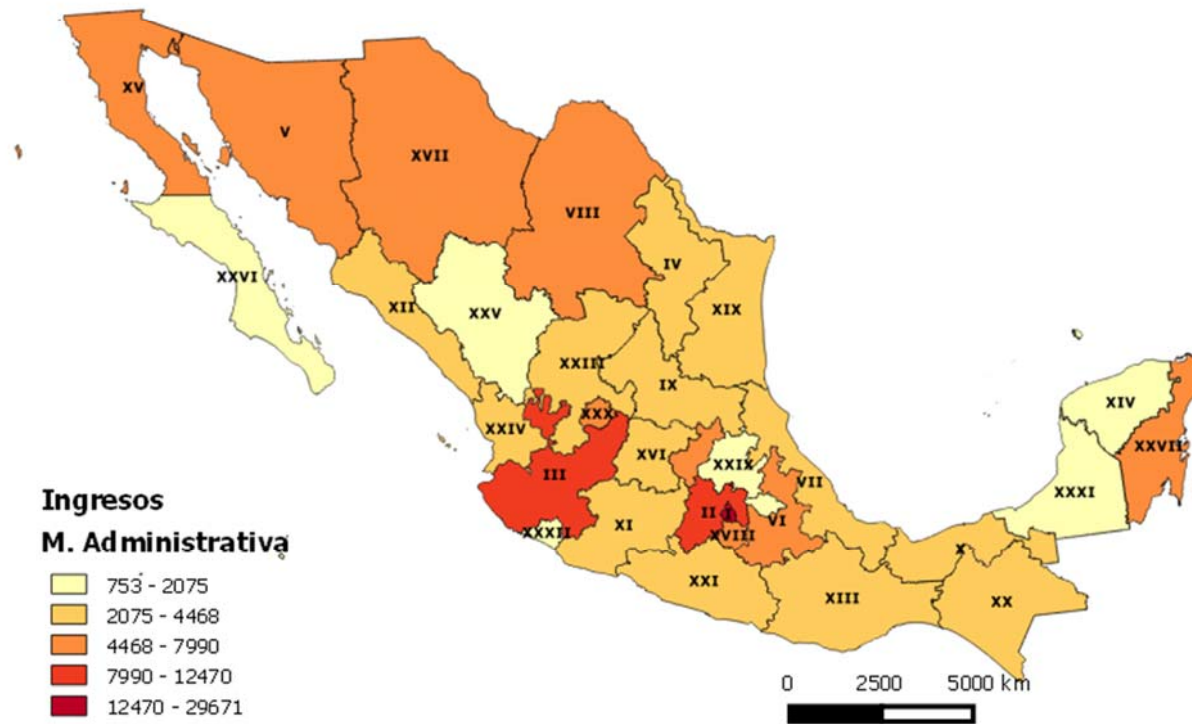 XV
V
XVII
VIII
XXVI
IV
XII
XXV
XIX
XXIII
IX
XXX
XXIV
XIV
XVI
XXIX
XXVII
III
VII
XXXI
II
I
VI
XXXII
XI
XVIII
X
XXI
XIII
XX
Ingresos
M. Administrativa
753 - 2075
2075 - 4468
4468 - 7990
7990 - 12470
12470 - 29671
0 2500 5000 km